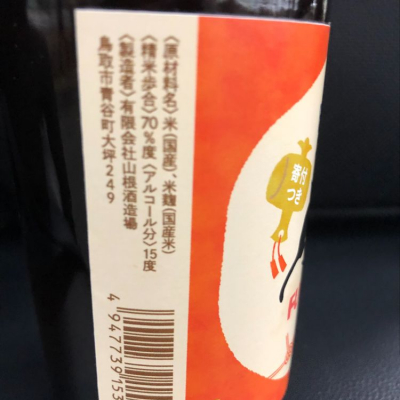 〈原材料名〉米(国産)、米麹(国産米)
〈精米歩合〉70%度〈アルコール分〉15度
〈製造者〉有限会社山根酒造場
鳥取市青谷町大坪249
寄付
つき
4 947739 153